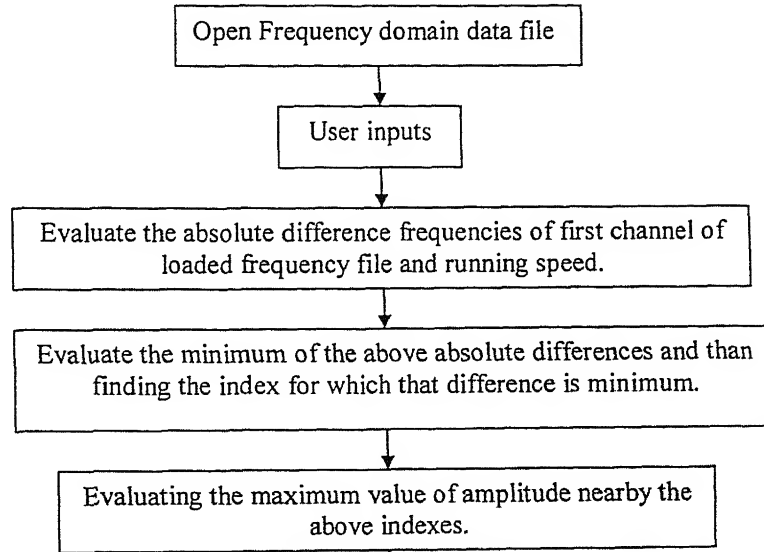 Open Frequency domain data file
User inputs
Evaluate the absolute difference frequencies of first channel of
loaded frequency file and running speed.
Evaluate the minimum of the above absolute differences and than
finding the index for which that difference is minimum.
Evaluating the maximum value of amplitude nearby the
above indexes.